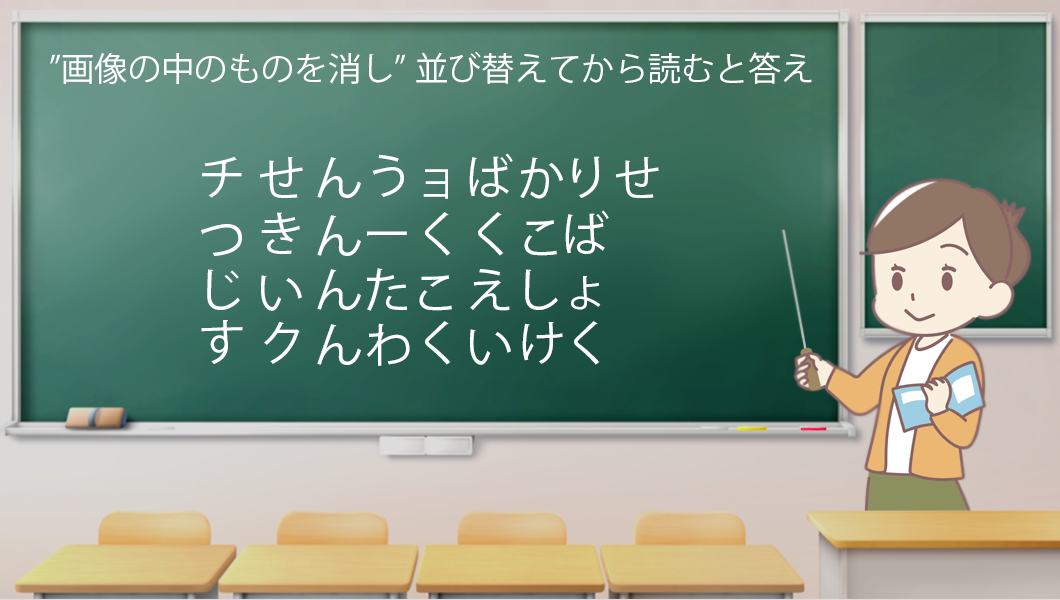 ”画像の中のものを消し” 並び替えてから読むと答え
チ せ んうョばかりせ
つ き んーくくこば
じ い んたこえしょ
す ク んわくいけく